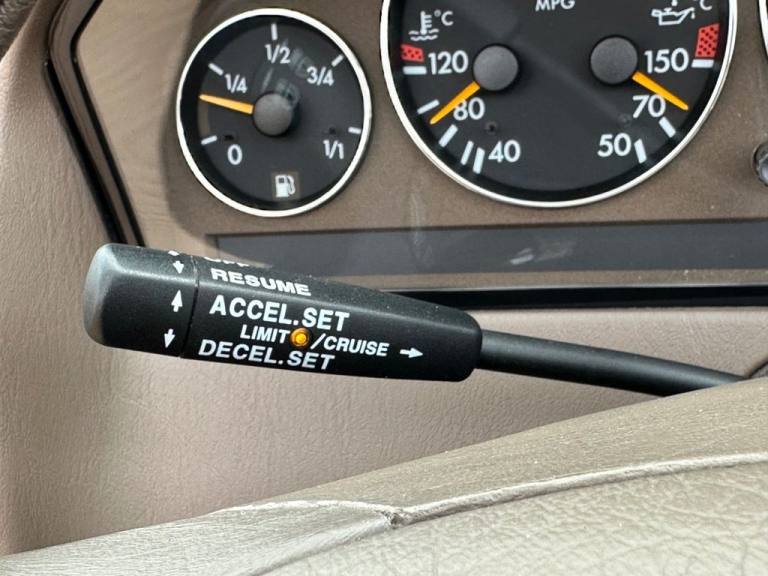 1/2
1/4 3/4
0 1/1
MPG
°C
120
80
40
°C
150
70
50
RESUME
ACCEL.SET
LIMIT /CRUISE
DECEL.SET